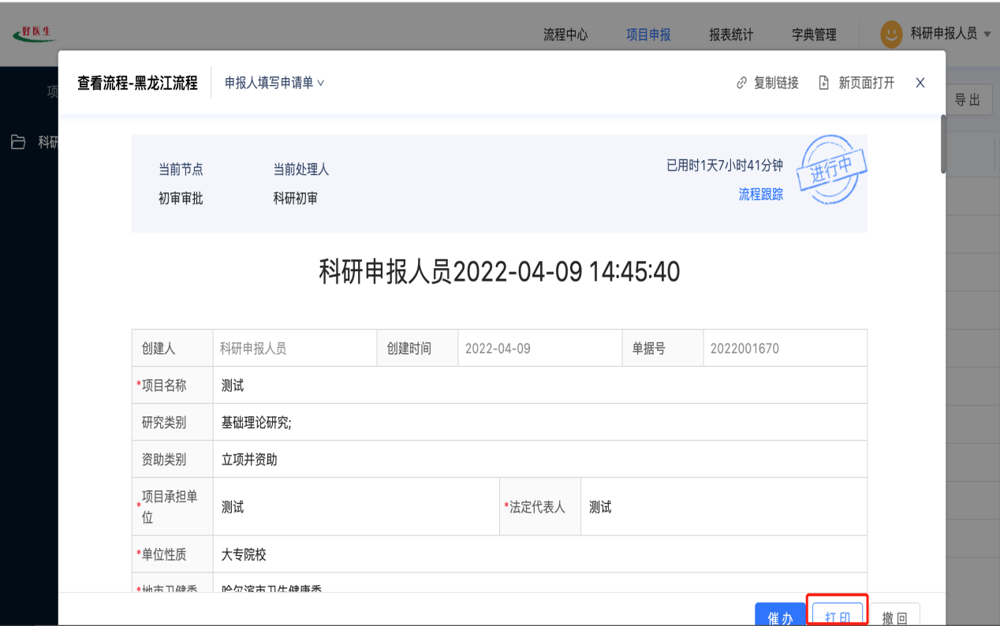 好医生
流程中心 项目申报 报表统计 字典管理 科研申报人员
项
查看流程-黑龙江流程 申报人填写申请单 复制链接 新页面打开
导出
科研
当前节点 当前处理人 已用时1天7小时41分钟
进行中
初审审批 科研初审 流程跟踪
科研申报人员2022-04-09 14:45:40
创建人 科研申报人员 创建时间 2022-04-09 单据号 2022001670
*项目名称 测试
研究类别 基础理论研究;
资助类别 立项并资助
*项目承担单
位 测试 *法定代表人 测试
*单位性质 大专院校
*地市卫健委 哈尔滨市卫生健康委
催办 打印 撤回